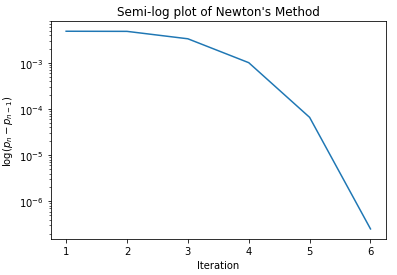 Semi-log plot of Newton's Method
log(pₙ − pₙ₋₁)
10⁻³
10⁻⁴
10⁻⁵
10⁻⁶
1 2 3 4 5 6
Iteration